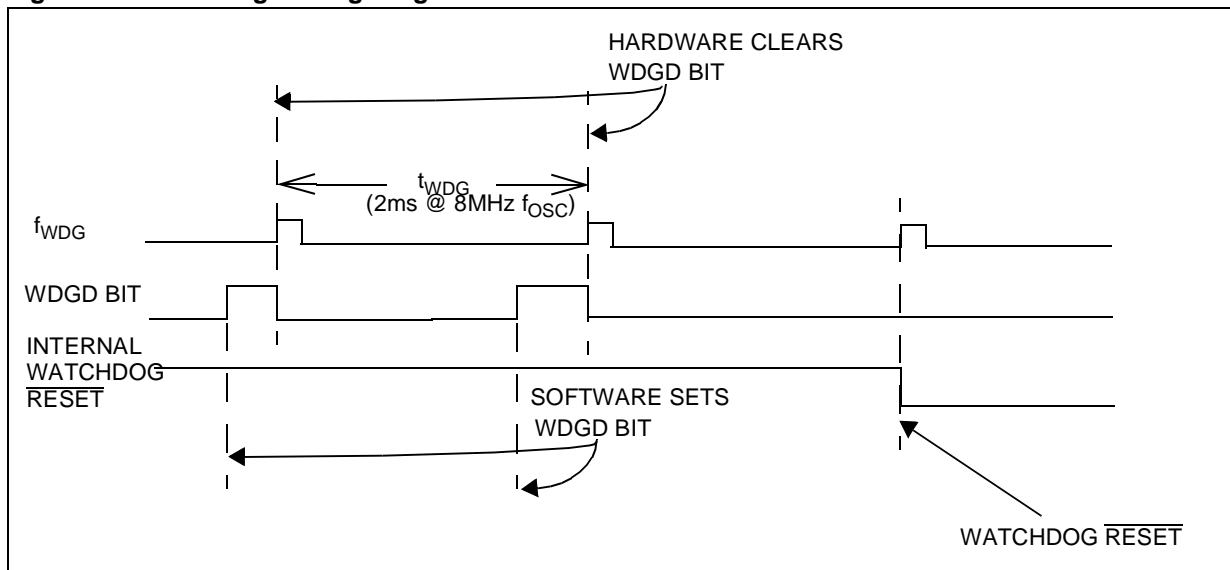 HARDWARE CLEARS
WDGD BIT
tWDG
(2ms @ 8MHz fOSC)
fWDG
WDGD BIT
INTERNAL
WATCHDOG
RESET
SOFTWARE SETS
WDGD BIT
WATCHDOG RESET